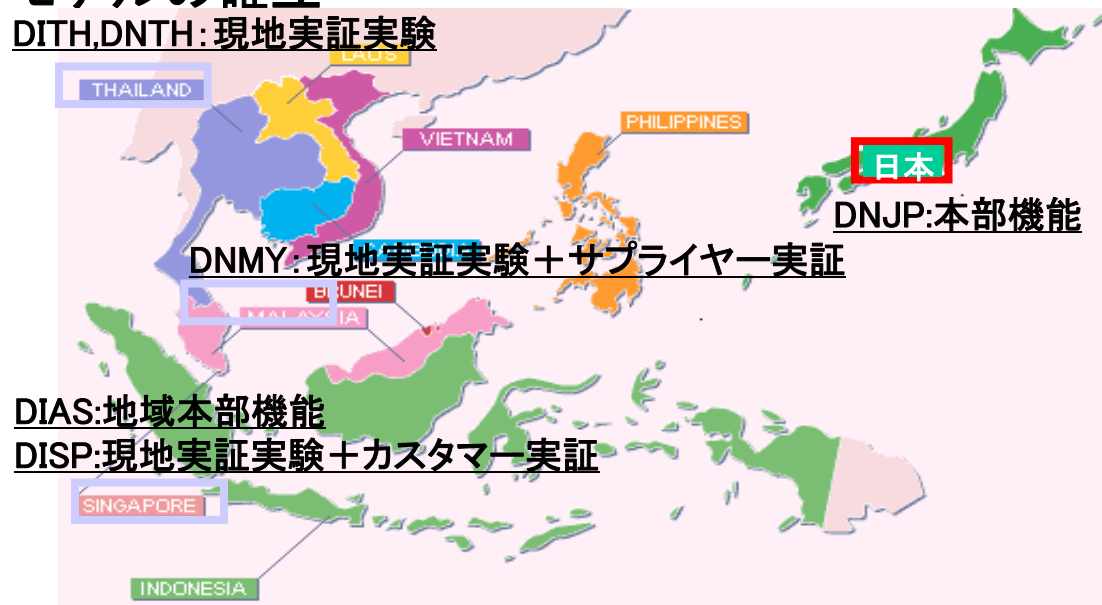 DITH,DNTH：現地実証実験
LAOS
THAILAND
PHILIPPINES
VIETNAM
日本
DNJP:本部機能
DNMY：現地実証実験＋サプライヤー実証
BRUNEI
MALAYSIA
DIAS:地域本部機能
DISP:現地実証実験＋カスタマー実証
SINGAPORE
INDONESIA